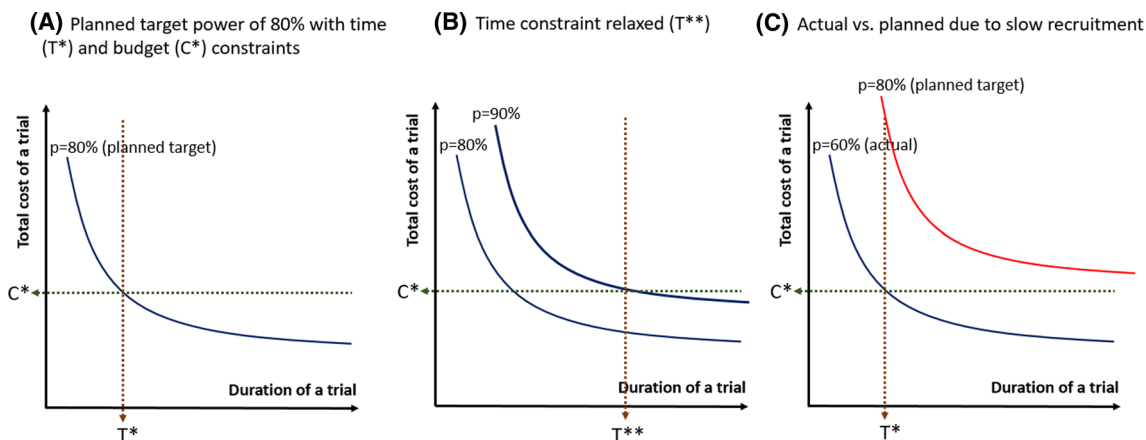 (A) Planned target power of 80% with time
(T*) and budget (C*) constraints
Total cost of a trial
p=80% (planned target)
C*
Duration of a trial
T*
(B) Time constraint relaxed (T**)
Total cost of a trial
p=90%
p=80%
C*
Duration of a trial
T**
(C) Actual vs. planned due to slow recruitment
Total cost of a trial
p=80% (planned target)
p=60% (actual)
C*
Duration of a trial
T*